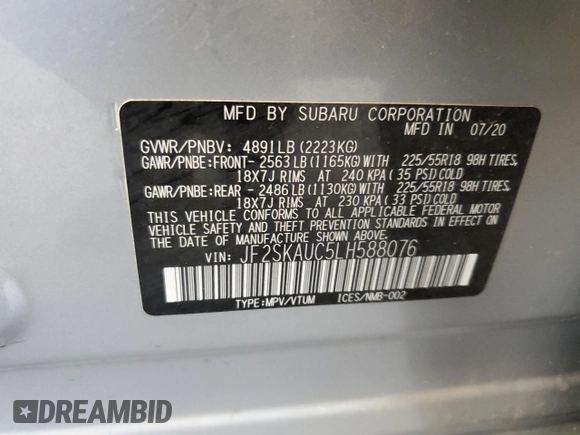 MFD BY SUBARU CORPORATION
MFD IN 07/20
GVWR/PNBV: 4891LB(2223KG)
GAWR/PNBE:FRONT-2563LB(1165KG)WITH 225/55R18 98H TIRES,
18X7J RIMS AT 240 KPA (35 PSI)COLD
GAWR/PNBE:REAR -2486LB(1130KG)WITH 225/55R18 98H TIRES,
18X7J RIMS AT 230 KPA (33 PSI)COLD
THIS VEHICLE CONFORMS TO ALL APPLICABLE FEDERAL MOTOR
VEHICLE SAFETY AND THEFT PREVENTION STANDARDS IN EFFECT ON
THE DATE OF MANUFACTURE SHOWN ABOVE.
VIN: JF2SKAUC5LH588076
TYPE:MPV/VTUM ICES/NMB-002
DREAMBID